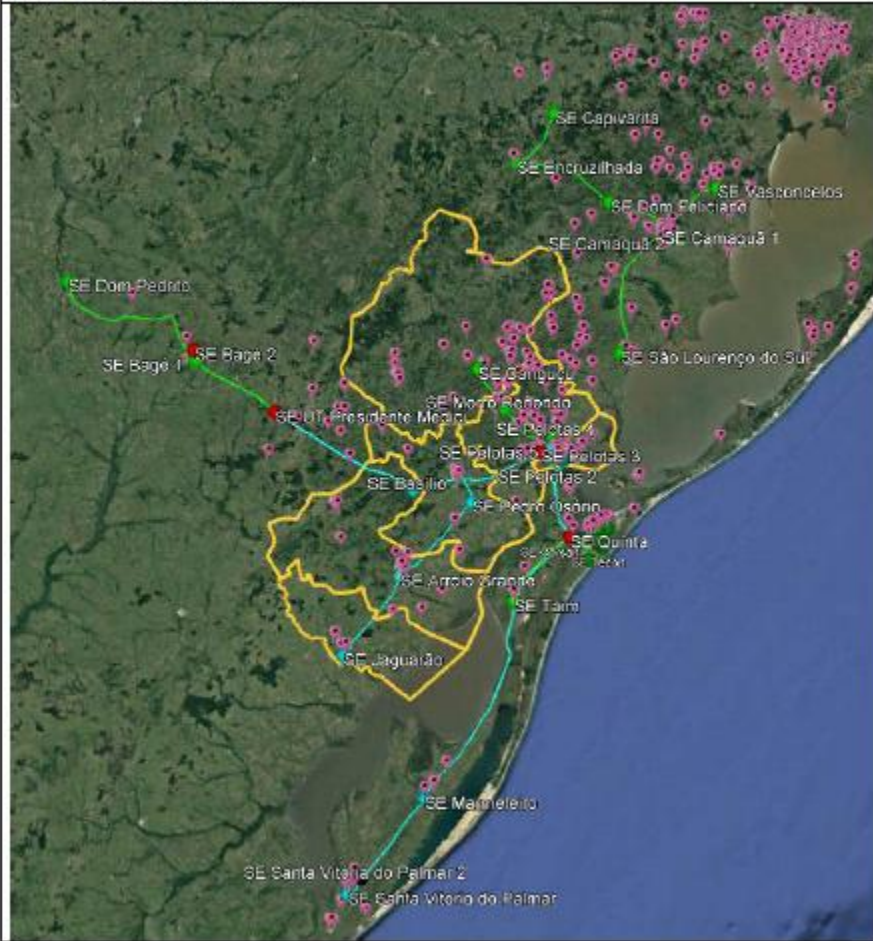 SE Capivarita
SE Encruzilhada
SE Vasconcelos
SE Dom Feliciano
SE Camaquã 2
SE Camaquã 1
SE Dom Pedrito
SE Bagé 2
SE Bagé 1
SE São Lourenço do Sul
SE Canguçu
SE Morro Redondo
SE UT Presidente Medici
SE Pelotas 4
SE Pelotas 5
SE Pelotas 3
SE Pelotas 2
SE Basílio
SE Pedro Osório
SE Quinta
SE Arroio Grande
SE Taim
SE Jaguarão
SE Marmeleiro
SE Santa Vitória do Palmar 2
SE Santa Vitorio do Palmar